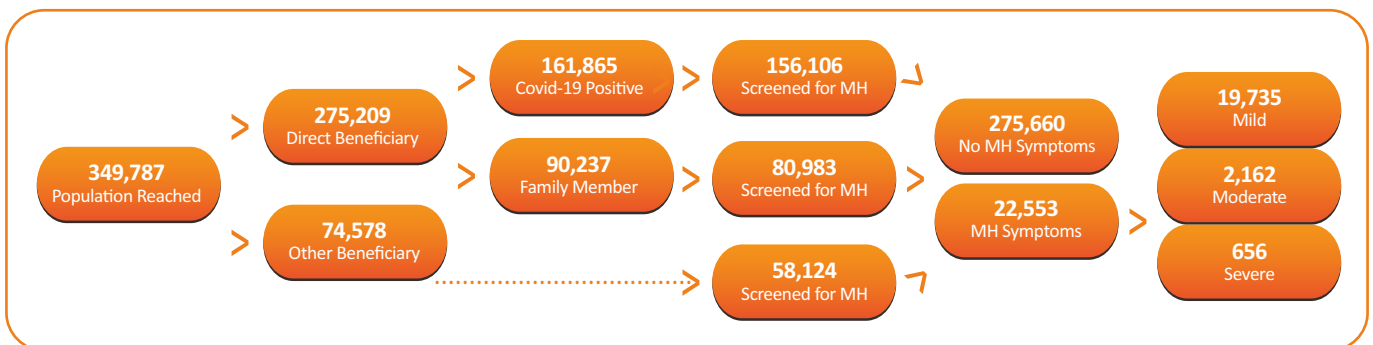 349,787
Population Reached
275,209
Direct Beneficiary
74,578
Other Beneficiary
161,865
Covid-19 Positive
90,237
Family Member
156,106
Screened for MH
80,983
Screened for MH
58,124
Screened for MH
275,660
No MH Symptoms
22,553
MH Symptoms
19,735
Mild
2,162
Moderate
656
Severe